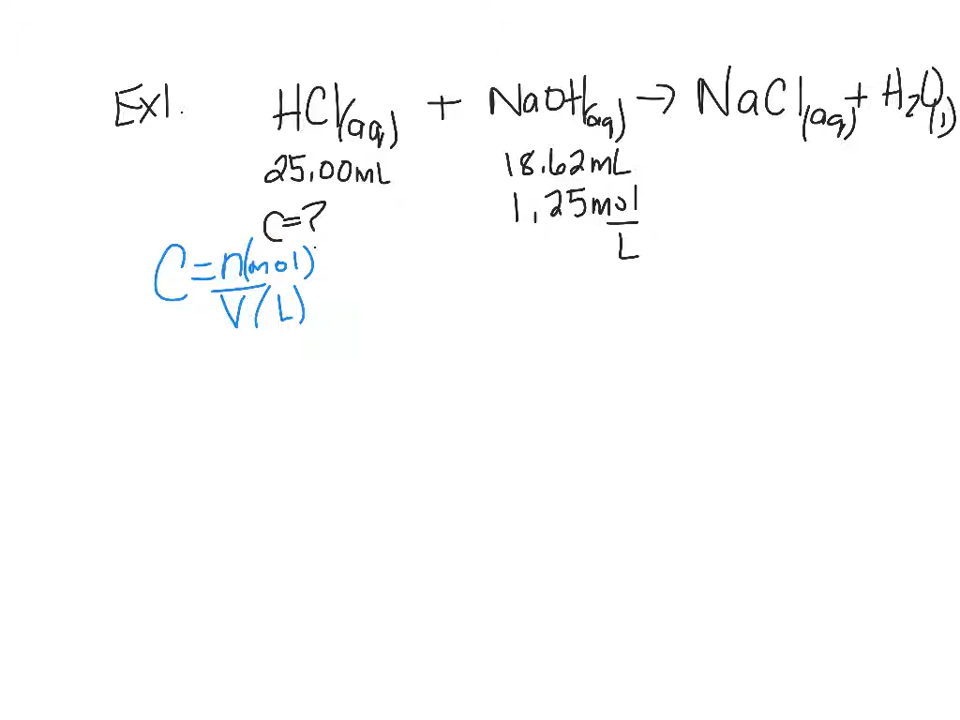 Ex1. HCl(aq) + NaOH(aq) → NaCl(aq) + H₂O(l)
25.00mL 18.62mL
C=? 1.25mol/L
C=n(mol)/V(L)